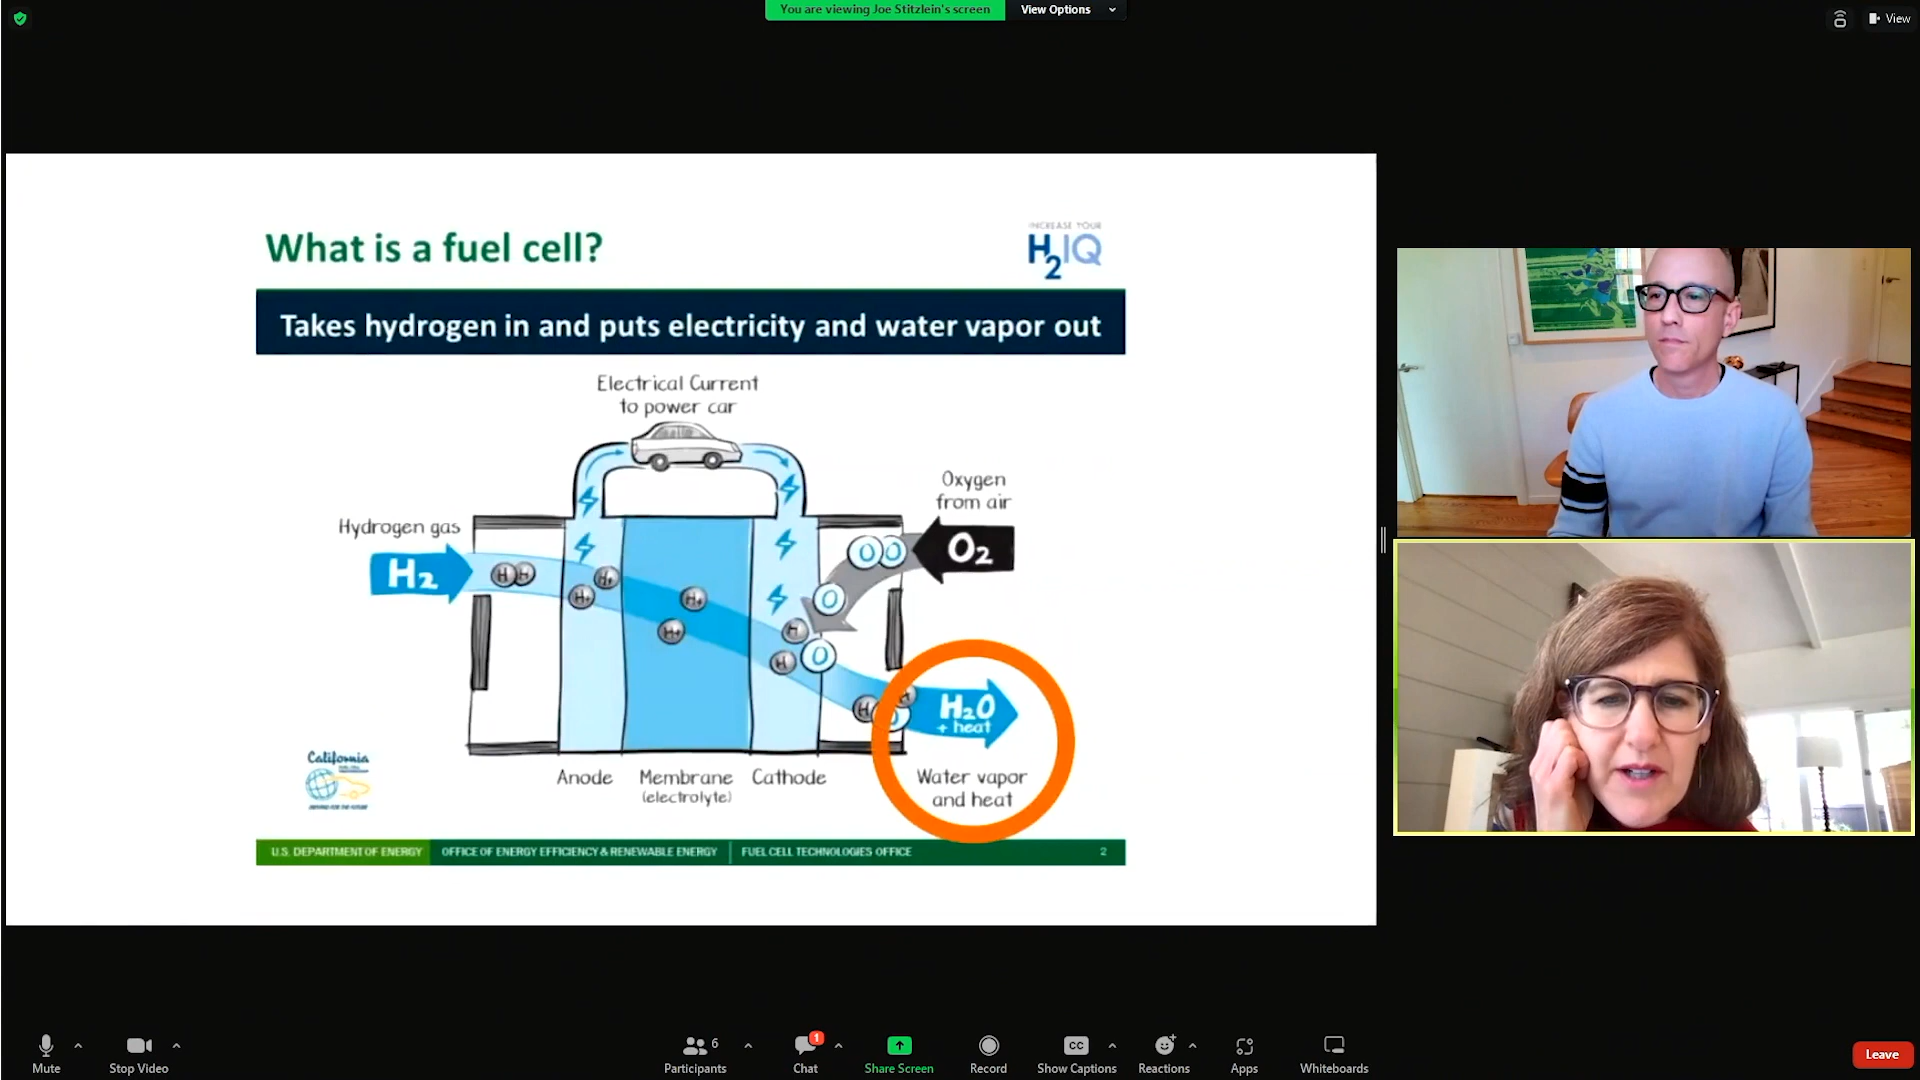 You are viewing Joe Stitzlein's screen
View Options
View
What is a fuel cell?
INCREASE YOUR
H2IQ
Takes hydrogen in and puts electricity and water vapor out
Electrical Current
to power car
Oxygen
from air
Hydrogen gas
O2
H2
O O
H H
H+
H+
O
H+
H+
H
H
O
H
H
O
H2O
+ heat
California
Anode
Membrane
(electrolyte)
Cathode
Water vapor
and heat
U.S. DEPARTMENT OF ENERGY
OFFICE OF ENERGY EFFICIENCY & RENEWABLE ENERGY
FUEL CELL TECHNOLOGIES OFFICE
2
Mute
Stop Video
6
Participants
1
Chat
Share Screen
Record
CC
Show Captions
Reactions
Apps
Whiteboards
Leave